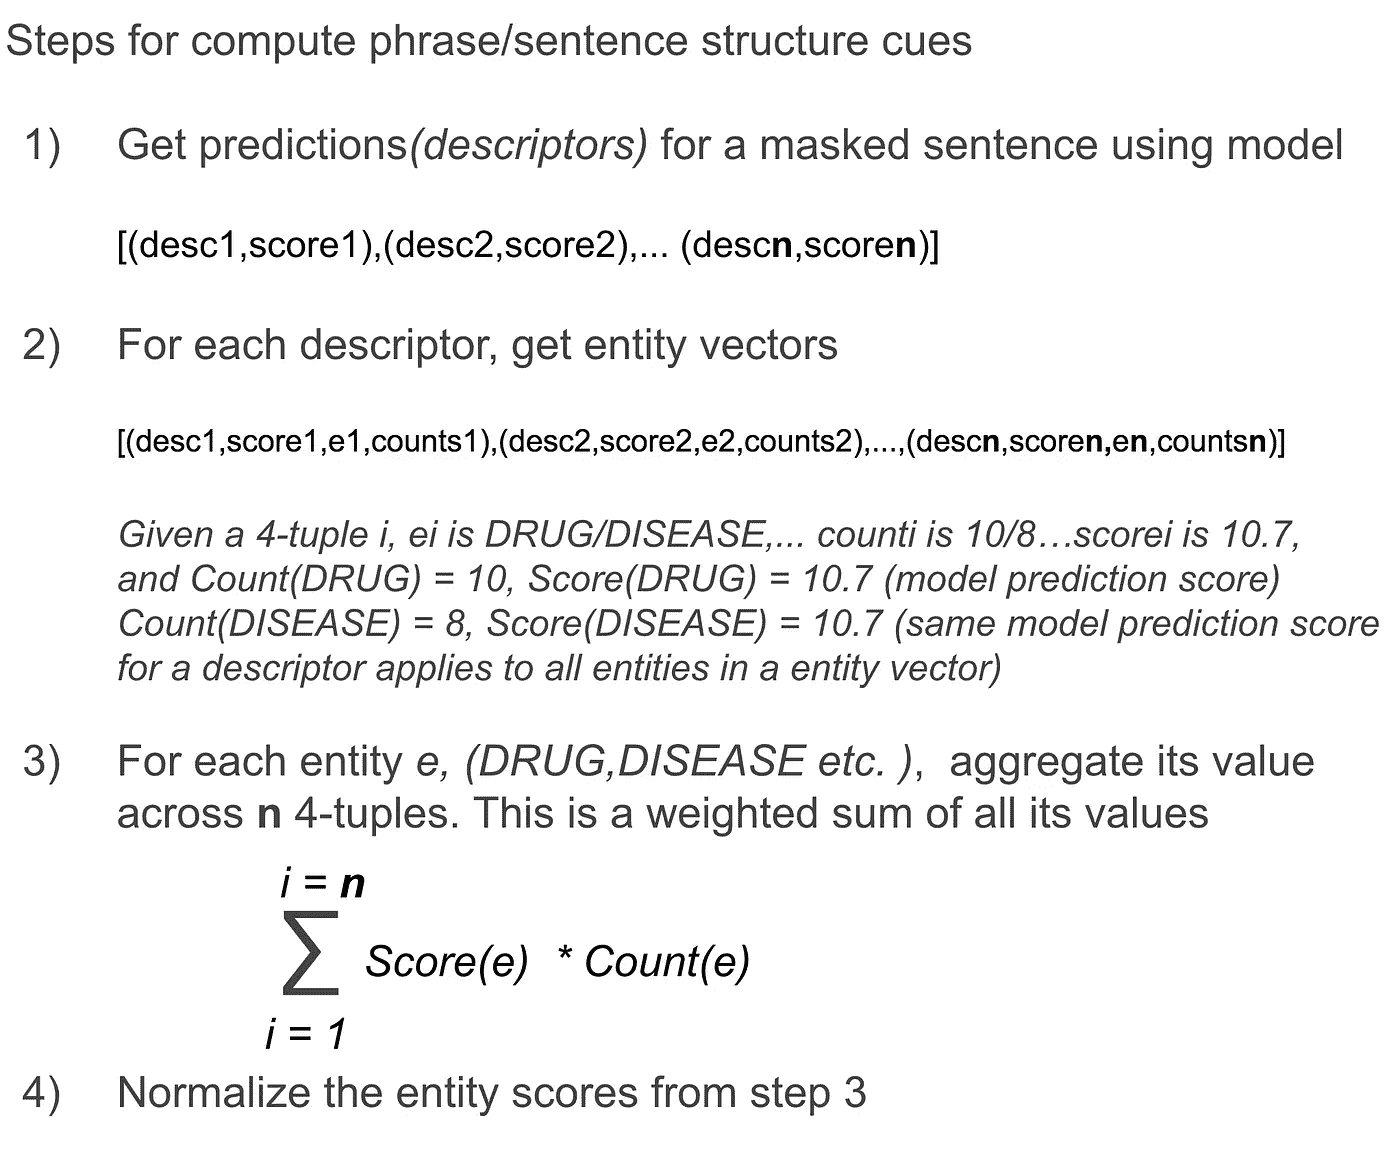 Steps for compute phrase/sentence structure cues
1) Get predictions(descriptors) for a masked sentence using model
[(desc1,score1),(desc2,score2),... (descn,scoren)]
2) For each descriptor, get entity vectors
[(desc1,score1,e1,counts1),(desc2,score2,e2,counts2),...,(descn,scoren,en,countsn)]
Given a 4-tuple i, ei is DRUG/DISEASE,... counti is 10/8...scorei is 10.7,
and Count(DRUG) = 10, Score(DRUG) = 10.7 (model prediction score)
Count(DISEASE) = 8, Score(DISEASE) = 10.7 (same model prediction score
for a descriptor applies to all entities in a entity vector)
3) For each entity e, (DRUG,DISEASE etc. ), aggregate its value
across n 4-tuples. This is a weighted sum of all its values
i = n
∑ Score(e) * Count(e)
i = 1
4) Normalize the entity scores from step 3